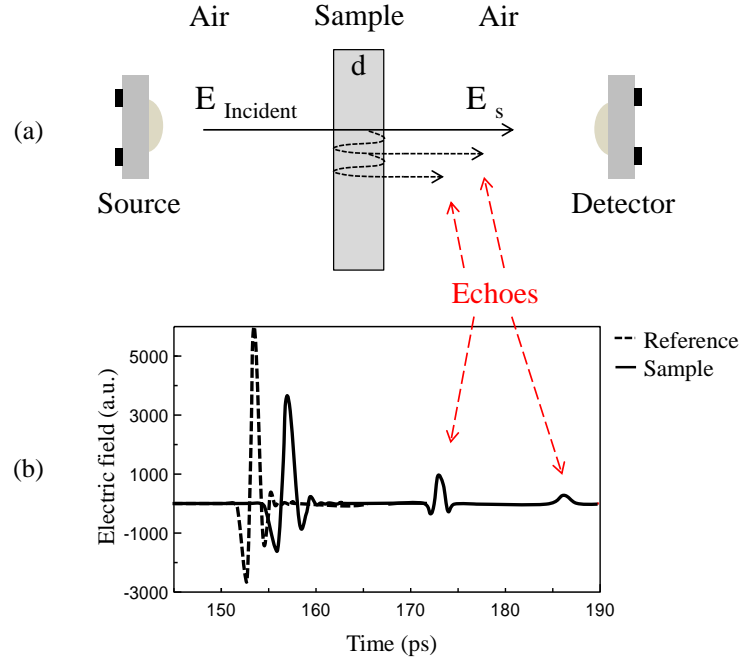 Air Sample Air
d
E Incident E s
(a)
Source Detector
Echoes
Reference
Sample
(b)
Electric field (a.u.)
5000
3000
1000
-1000
-3000
150 160 170 180 190
Time (ps)